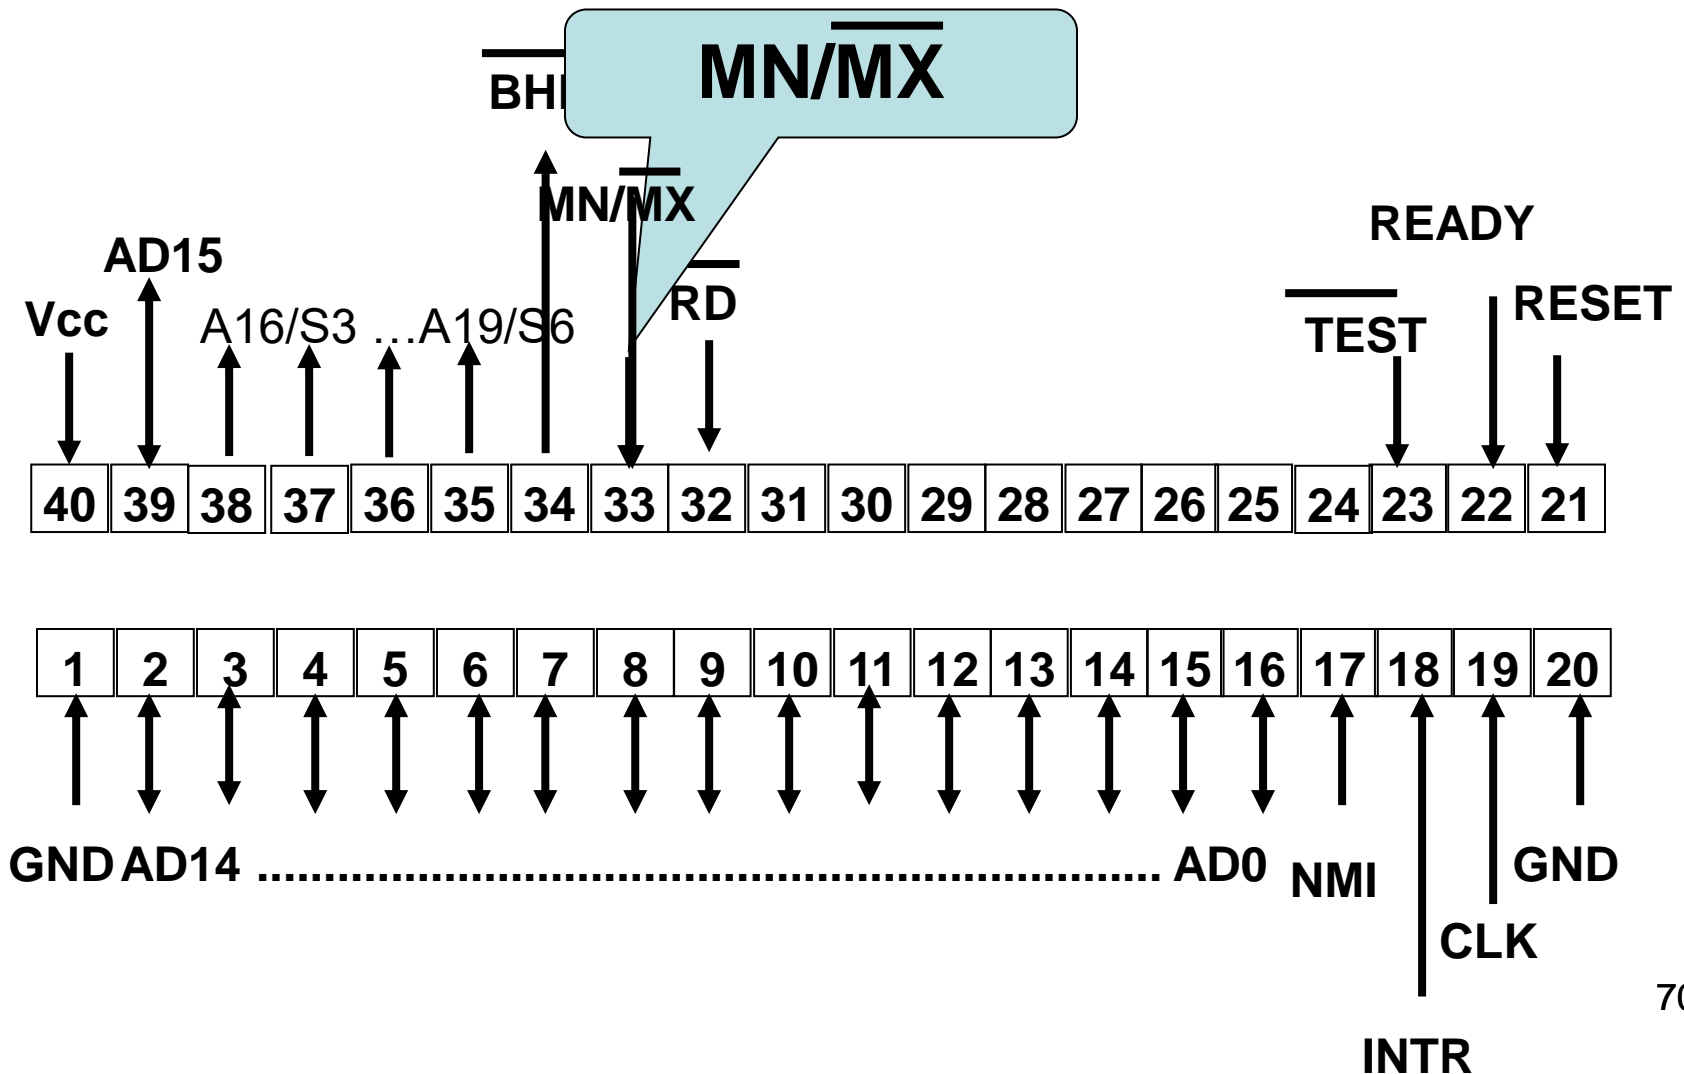 MN/MX
MN/MX
READY
AD15
RD
RESET
Vcc
A16/S3 …A19/S6
TEST
40 39 38 37 36 35 34 33 32 31 30 29 28 27 26 25 24 23 22 21
1 2 3 4 5 6 7 8 9 10 11 12 13 14 15 16 17 18 19 20
GND AD14 ....................................................................... AD0 NMI GND
CLK
INTR